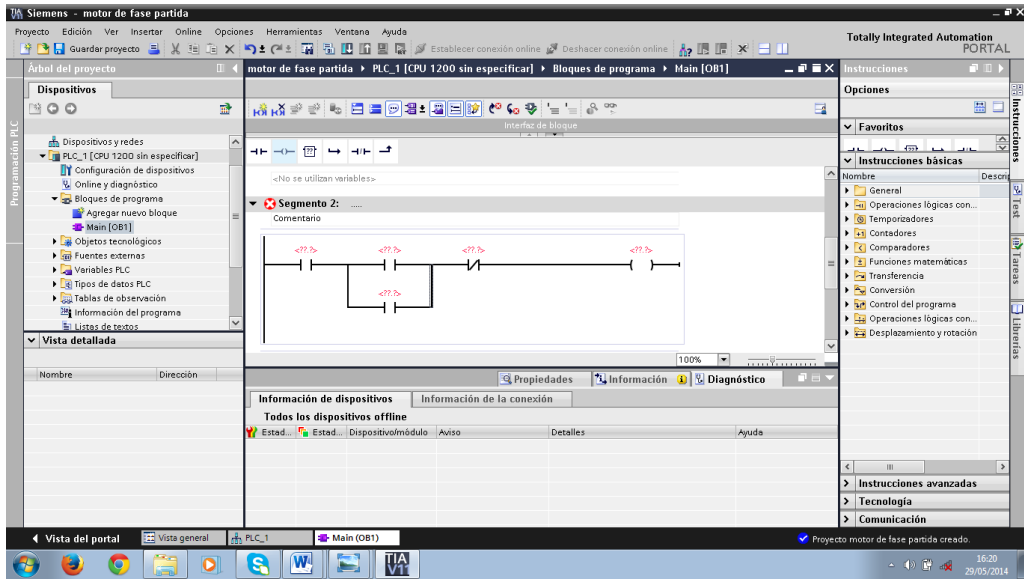 Siemens - motor de fase partida
Proyecto Edición Ver Insertar Online Opciones Herramientas Ventana Ayuda
Guardar proyecto
Establecer conexión online
Deshacer conexión online
Totally Integrated Automation
PORTAL
Árbol del proyecto
Dispositivos
Programación PLC
Dispositivos y redes
PLC_1 [CPU 1200 sin especificar]
Configuración de dispositivos
Online y diagnóstico
Bloques de programa
Agregar nuevo bloque
Main [OB1]
Objetos tecnológicos
Fuentes externas
Variables PLC
Tipos de datos PLC
Tablas de observación
Información del programa
Listas de textos
Vista detallada
Nombre Dirección
motor de fase partida ▸ PLC_1 [CPU 1200 sin especificar] ▸ Bloques de programa ▸ Main [OB1]
Interfaz de bloque
<No se utilizan variables>
Segmento 2: .....
Comentario
<??.?> <??.?> <??.?> <??.?>
<??.?>
100%
Propiedades Información Diagnóstico
Información de dispositivos Información de la conexión
Todos los dispositivos offline
Estad... Estad... Dispositivo/módulo Aviso Detalles Ayuda
Instrucciones
Opciones
Favoritos
Instrucciones básicas
Nombre Descri
General
Operaciones lógicas con...
Temporizadores
Contadores
Comparadores
Funciones matemáticas
Transferencia
Conversión
Control del programa
Operaciones lógicas con...
Desplazamiento y rotación
Instrucciones avanzadas
Tecnología
Comunicación
Instrucciones
Test
Tareas
Librerías
Vista del portal
Vista general
PLC_1
Main (OB1)
Proyecto motor de fase partida creado.
TIA
V11
16:20
29/05/2014